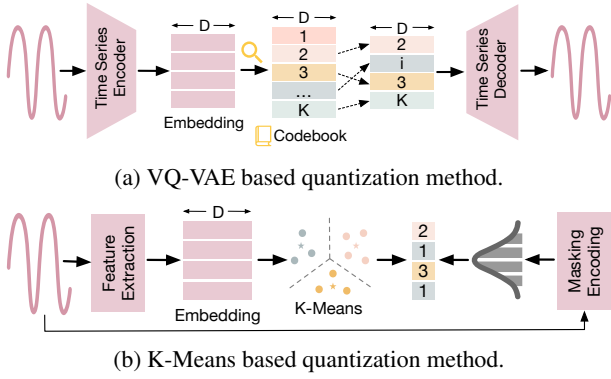 D
D
D
Time Series
Encoder
Embedding
1
2
3
...
K
Codebook
2
i
3
K
Time Series
Decoder
(a) VQ-VAE based quantization method.
Feature
Extraction
D
Embedding
K-Means
2
1
3
1
Masking
Encoding
(b) K-Means based quantization method.